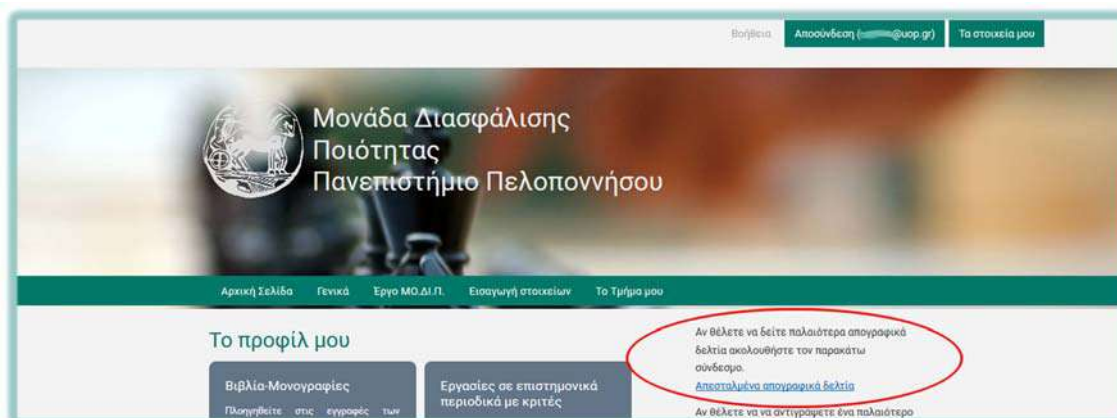 Βοήθεια
Αποσύνδεση ( @uop.gr)
Τα στοιχεία μου
Μονάδα Διασφάλισης
Ποιότητας
Πανεπιστήμιο Πελοποννήσου
Αρχική Σελίδα Γενικά Έργο ΜΟ.ΔΙ.Π. Εισαγωγή στοιχείων Το Τμήμα μου
Το προφίλ μου
Βιβλία-Μονογραφίες
Πλοηγηθείτε στις εγγραφές των
Εργασίες σε επιστημονικά
περιοδικά με κριτές
Αν θέλετε να δείτε παλαιότερα απογραφικά
δελτία ακολουθήστε τον παρακάτω
σύνδεσμο.
Απεσταλμένα απογραφικά δελτία
Αν θέλετε να να αντιγράψετε ένα παλαιότερο